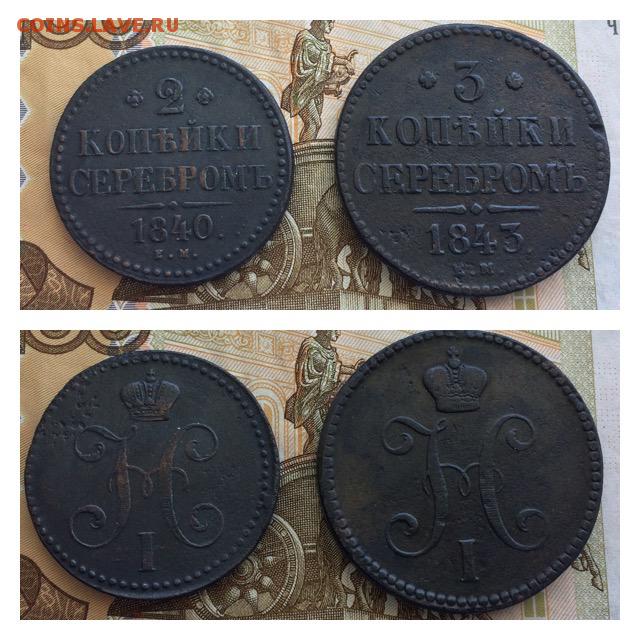 COINS.LAVE.RU
2
КОПѢЙКИ
СЕРЕБРОМЪ
1840.
Е.М.
3
КОПѢЙКИ
СЕРЕБРОМЪ
1843
Е.М
Ч
Н
I
Н
I